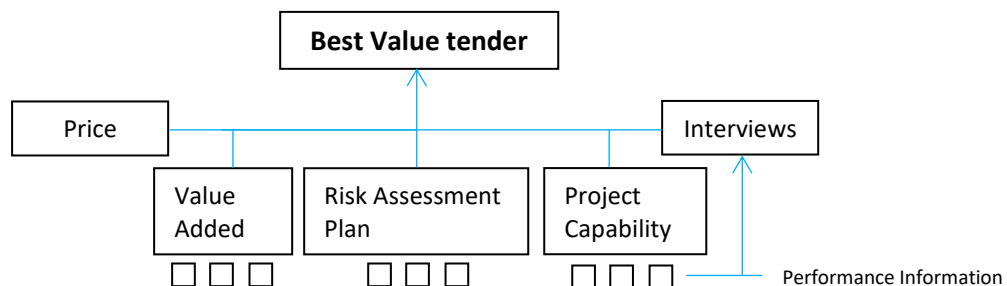 Best Value tender
Price
Interviews
Value
Added
Risk Assessment
Plan
Project
Capability
Performance Information